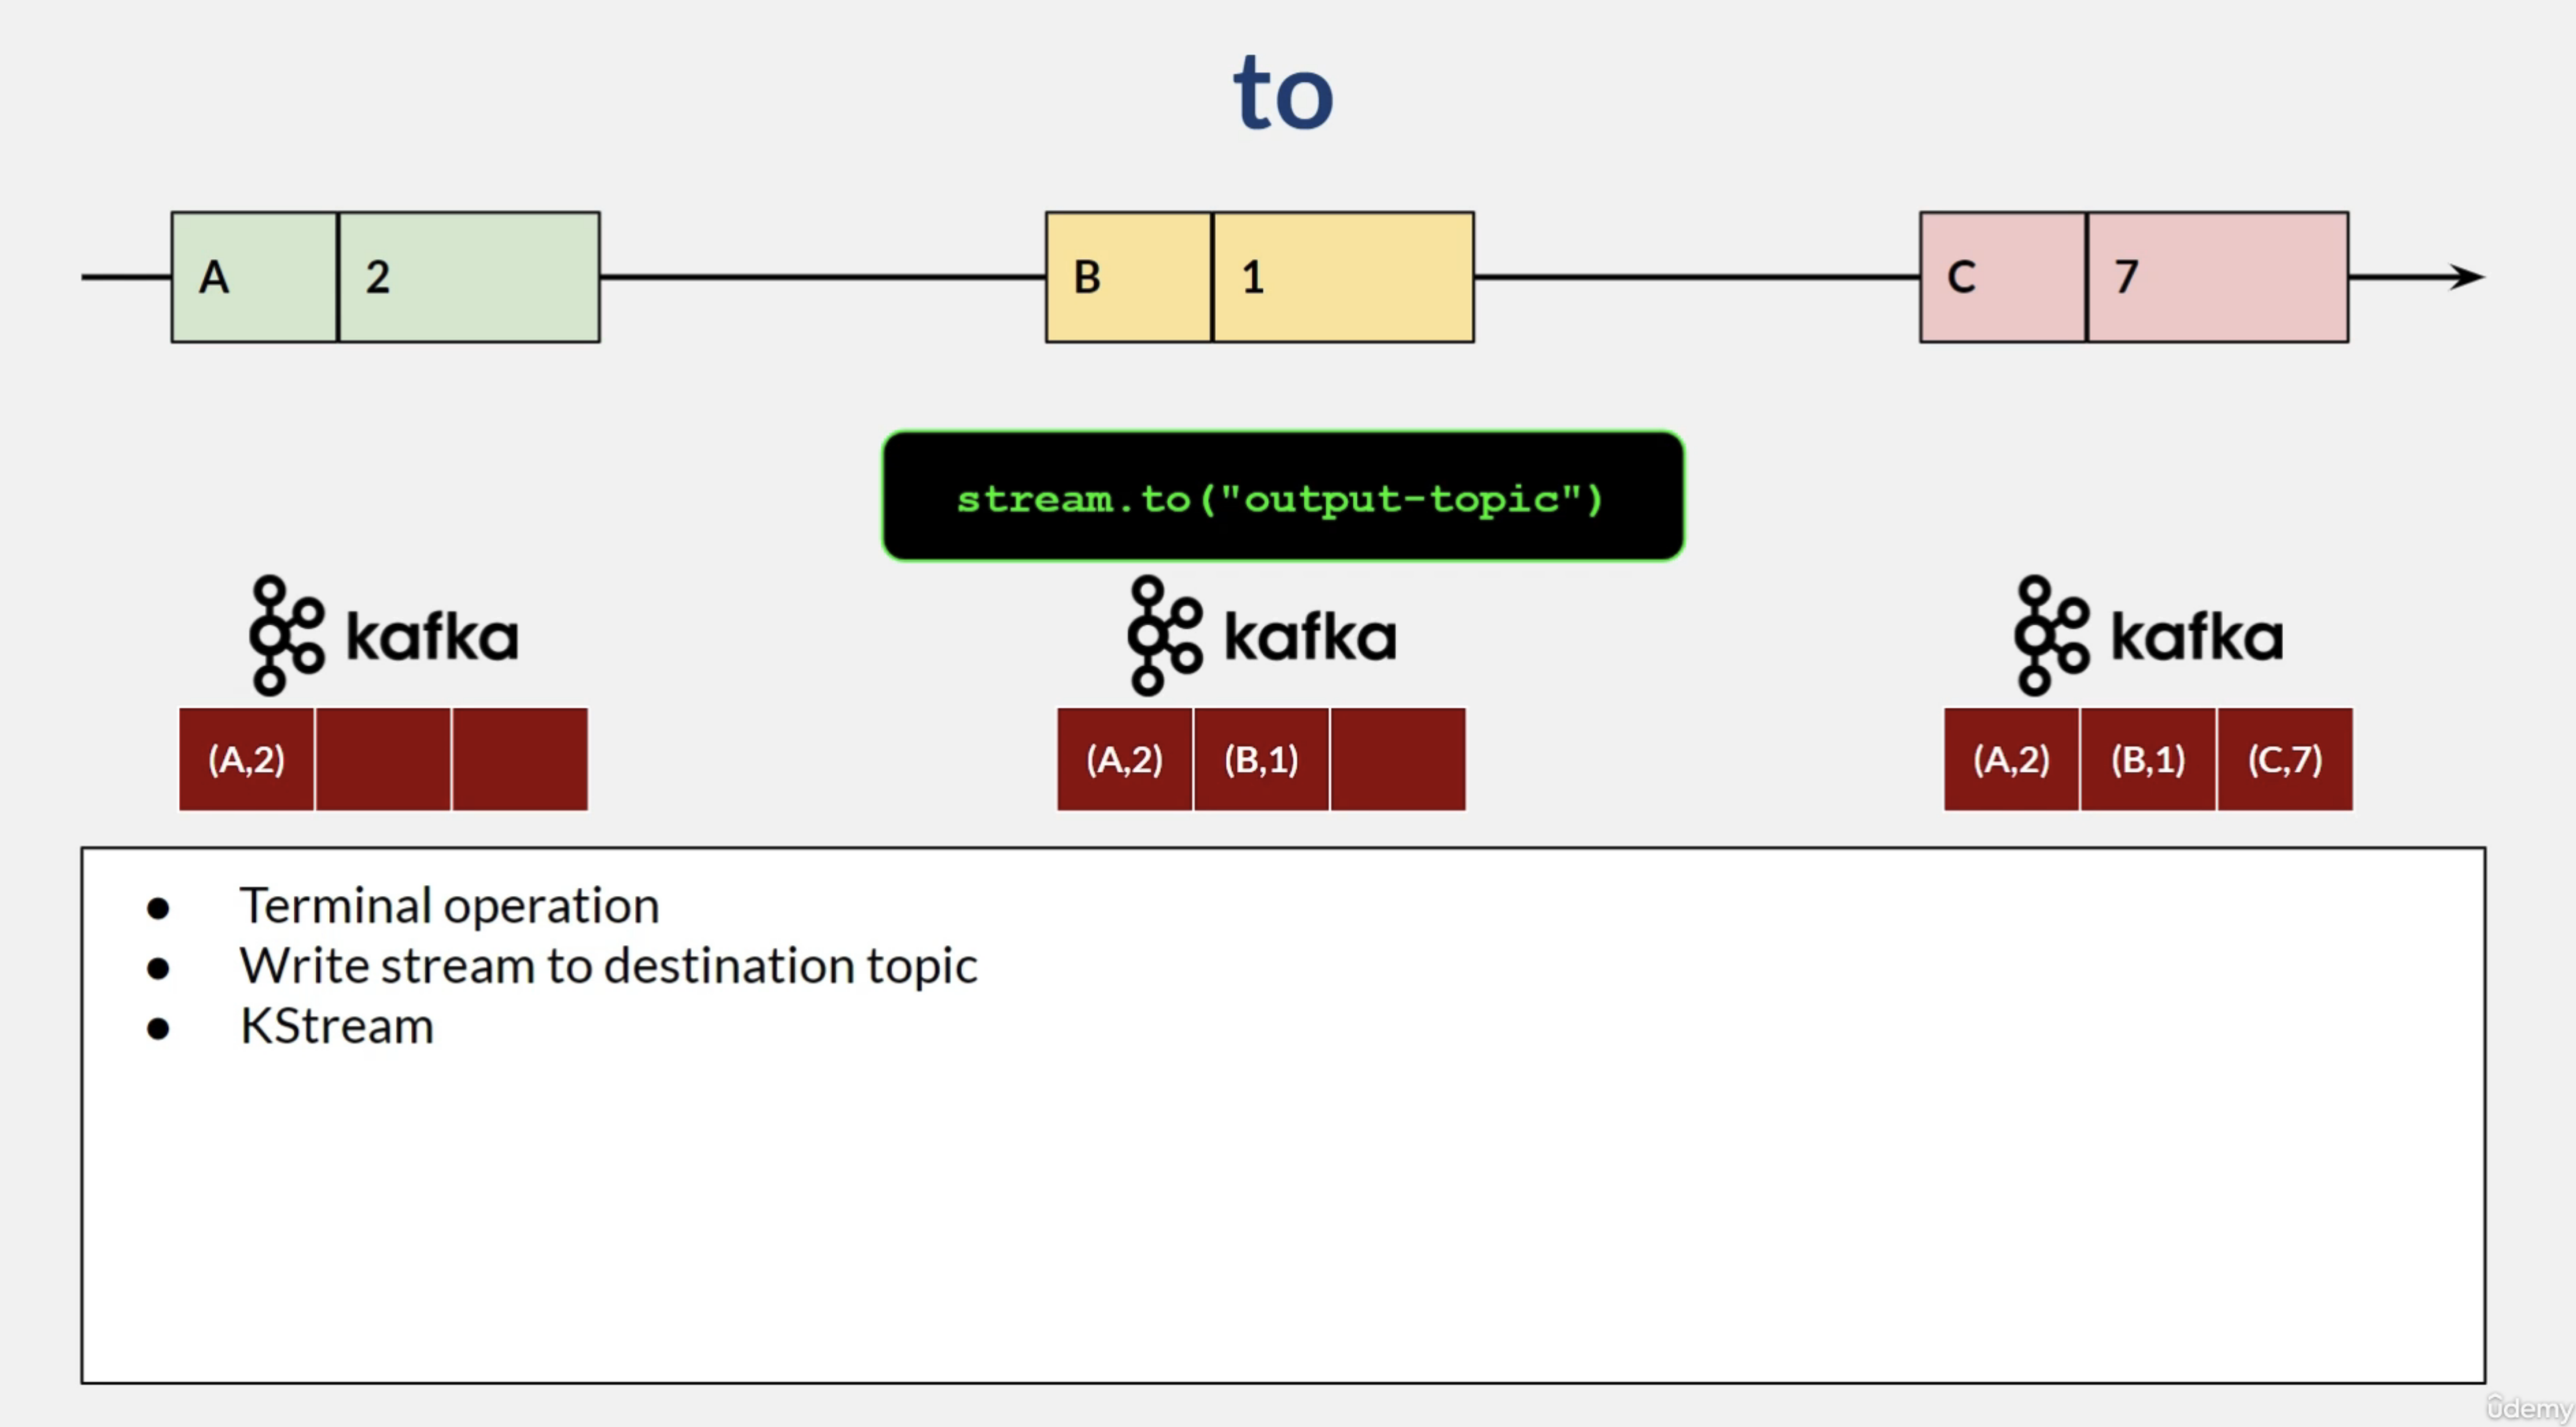 to
A 2 B 1 C 7
stream.to("output-topic")
kafka kafka kafka
(A,2) (A,2) (B,1) (A,2) (B,1) (C,7)
● Terminal operation
● Write stream to destination topic
● KStream
ûdemy